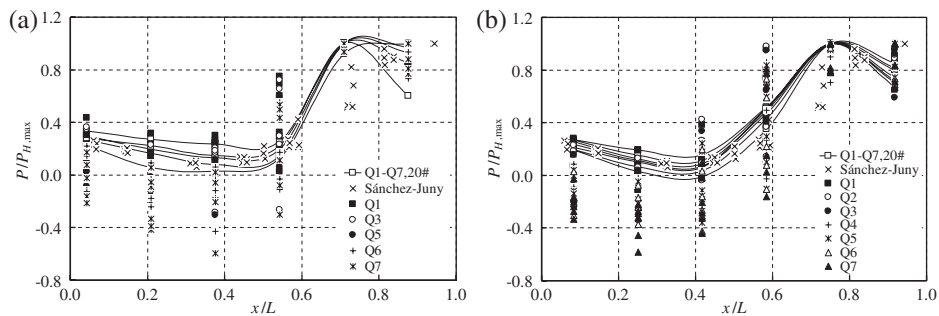 (a)
P/P_H,max
1.2
0.8
0.4
0.0
-0.4
-0.8
Q1-Q7,20#
Sánchez-Juny
Q1
Q3
Q5
Q6
Q7
0.0 0.2 0.4 0.6 0.8 1.0
x/L
(b)
P/P_H,max
1.2
0.8
0.4
0.0
-0.4
-0.8
Q1-Q7,20#
Sánchez-Juny
Q1
Q2
Q3
Q4
Q5
Q6
Q7
0.0 0.2 0.4 0.6 0.8 1.0
x/L